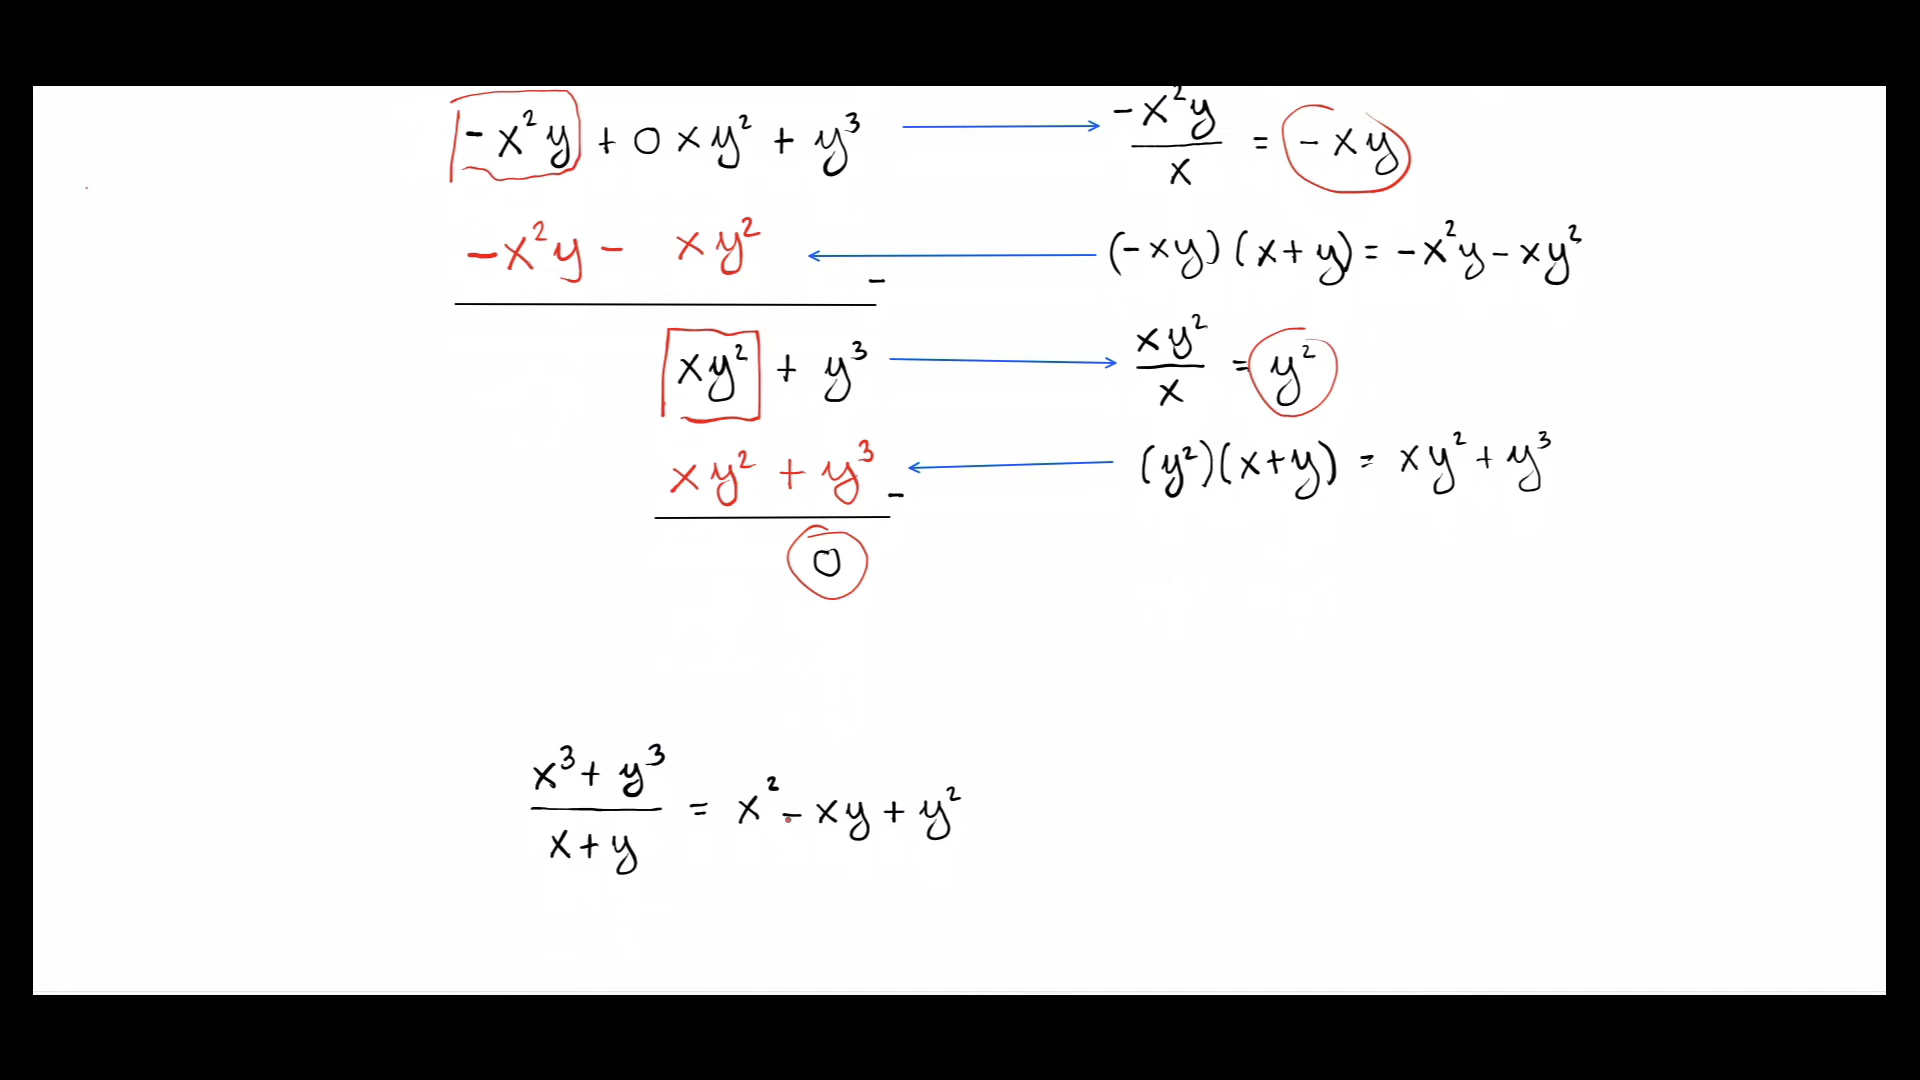 -x²y + 0xy² + y³ → -x²y/x = -xy
-x²y - xy² - ← (-xy)(x+y) = -x²y - xy²
xy² + y³ → xy²/x = y²
xy² + y³ - ← (y²)(x+y) = xy² + y³
0
x³ + y³ / x + y = x² - xy + y²